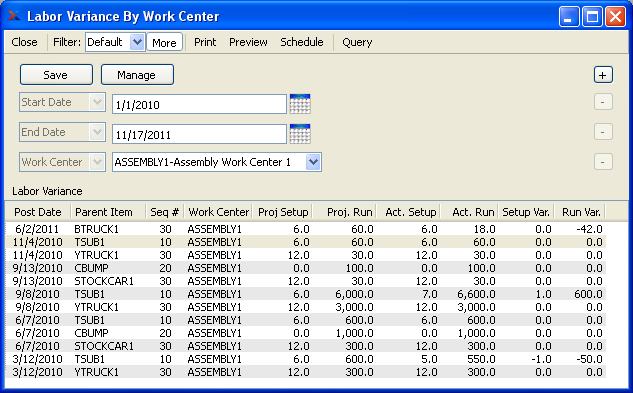 Labor Variance By Work Center
Close Filter: Default More Print Preview Schedule Query
Save Manage +
Start Date 1/1/2010 -
End Date 11/17/2011 -
Work Center ASSEMBLY1-Assembly Work Center 1 -
Labor Variance
Post Date Parent Item Seq # Work Center Proj Setup Proj. Run Act. Setup Act. Run Setup Var. Run Var.
6/2/2011 BTRUCK1 10 ASSEMBLY1 6.0 60.0 6.0 18.0 0.0 -42.0
11/4/2010 TSUB1 10 ASSEMBLY1 6.0 60.0 6.0 60.0 0.0 0.0
11/4/2010 YTRUCK1 30 ASSEMBLY1 12.0 30.0 12.0 30.0 0.0 0.0
9/13/2010 CBUMP 20 ASSEMBLY1 0.0 100.0 0.0 100.0 0.0 0.0
9/13/2010 STOCKCAR1 30 ASSEMBLY1 12.0 30.0 12.0 30.0 0.0 0.0
9/8/2010 TSUB1 10 ASSEMBLY1 6.0 6,000.0 7.0 6,600.0 1.0 600.0
9/8/2010 YTRUCK1 30 ASSEMBLY1 12.0 3,000.0 12.0 3,000.0 0.0 0.0
6/7/2010 TSUB1 10 ASSEMBLY1 6.0 600.0 6.0 600.0 0.0 0.0
6/7/2010 CBUMP 20 ASSEMBLY1 0.0 1,000.0 0.0 1,000.0 0.0 0.0
6/7/2010 STOCKCAR1 30 ASSEMBLY1 12.0 300.0 12.0 300.0 0.0 0.0
3/12/2010 TSUB1 10 ASSEMBLY1 6.0 600.0 5.0 550.0 -1.0 -50.0
3/12/2010 YTRUCK1 30 ASSEMBLY1 12.0 300.0 12.0 300.0 0.0 0.0